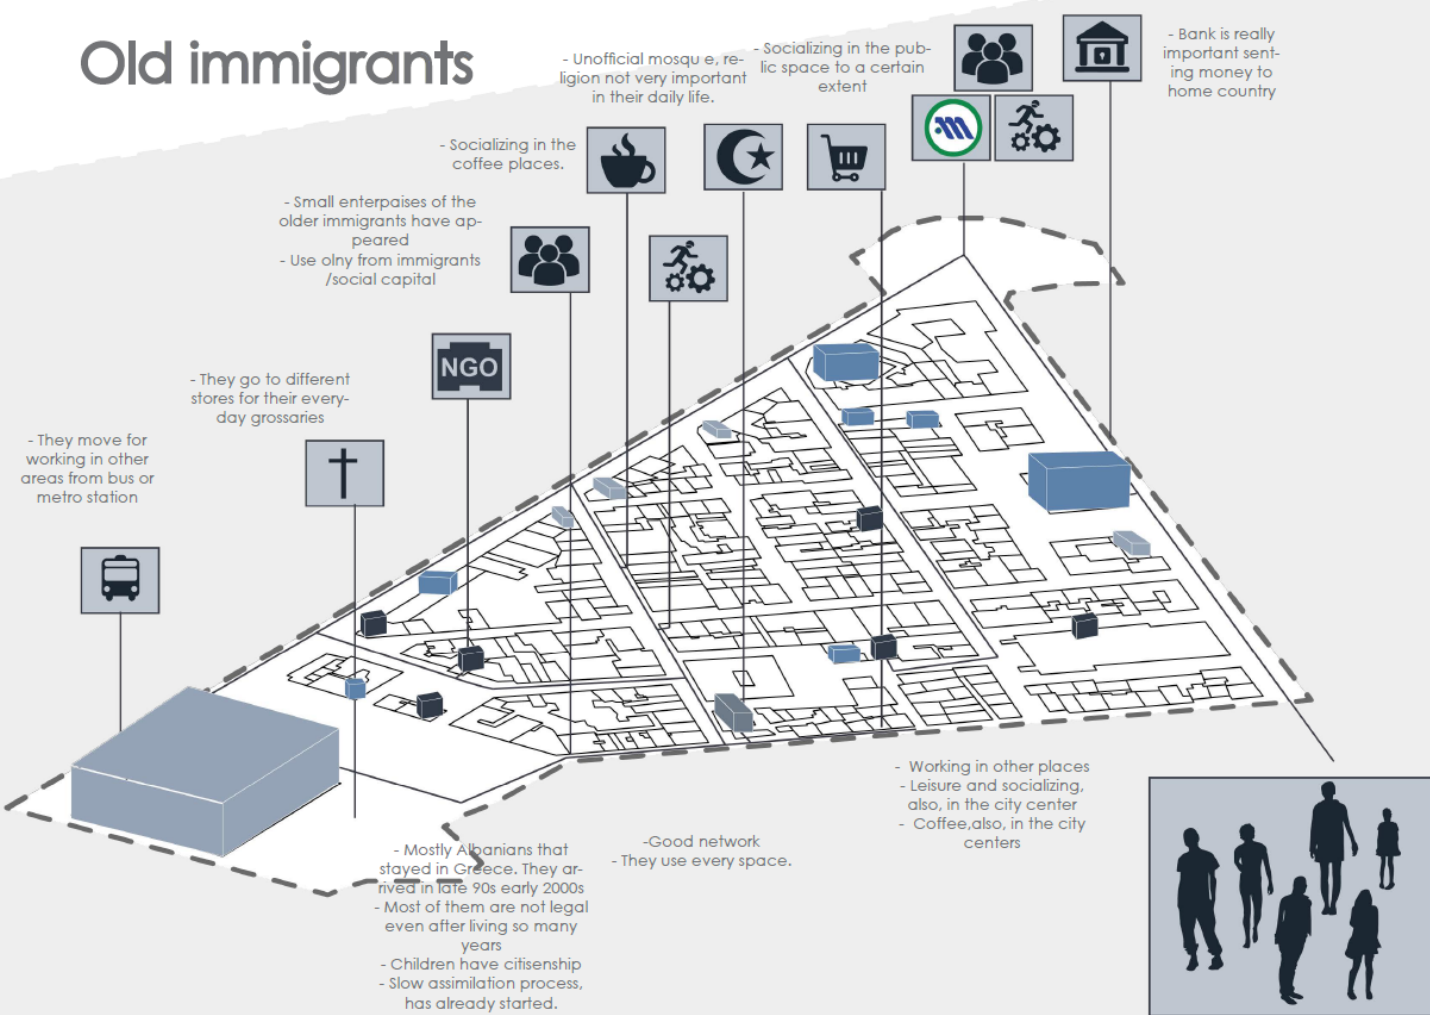 Old immigrants
- Unofficial mosqu e, re-
ligion not very important
in their daily life.
- Socializing in the pub-
lic space to a certain
extent
- Bank is really
important sent-
ing money to
home country
- Socializing in the
coffee places.
- Small enterpaises of the
older immigrants have ap-
peared
- Use olny from immigrants
/social capital
NGO
- They go to different
stores for their every-
day grossaries
- They move for
working in other
areas from bus or
metro station
- Working in other places
- Leisure and socializing,
also, in the city center
- Coffee,also, in the city
centers
-Good network
- They use every space.
- Mostly Albanians that
stayed in Greece. They ar-
rived in late 90s early 2000s
- Most of them are not legal
even after living so many
years
- Children have citisenship
- Slow assimilation process,
has already started.